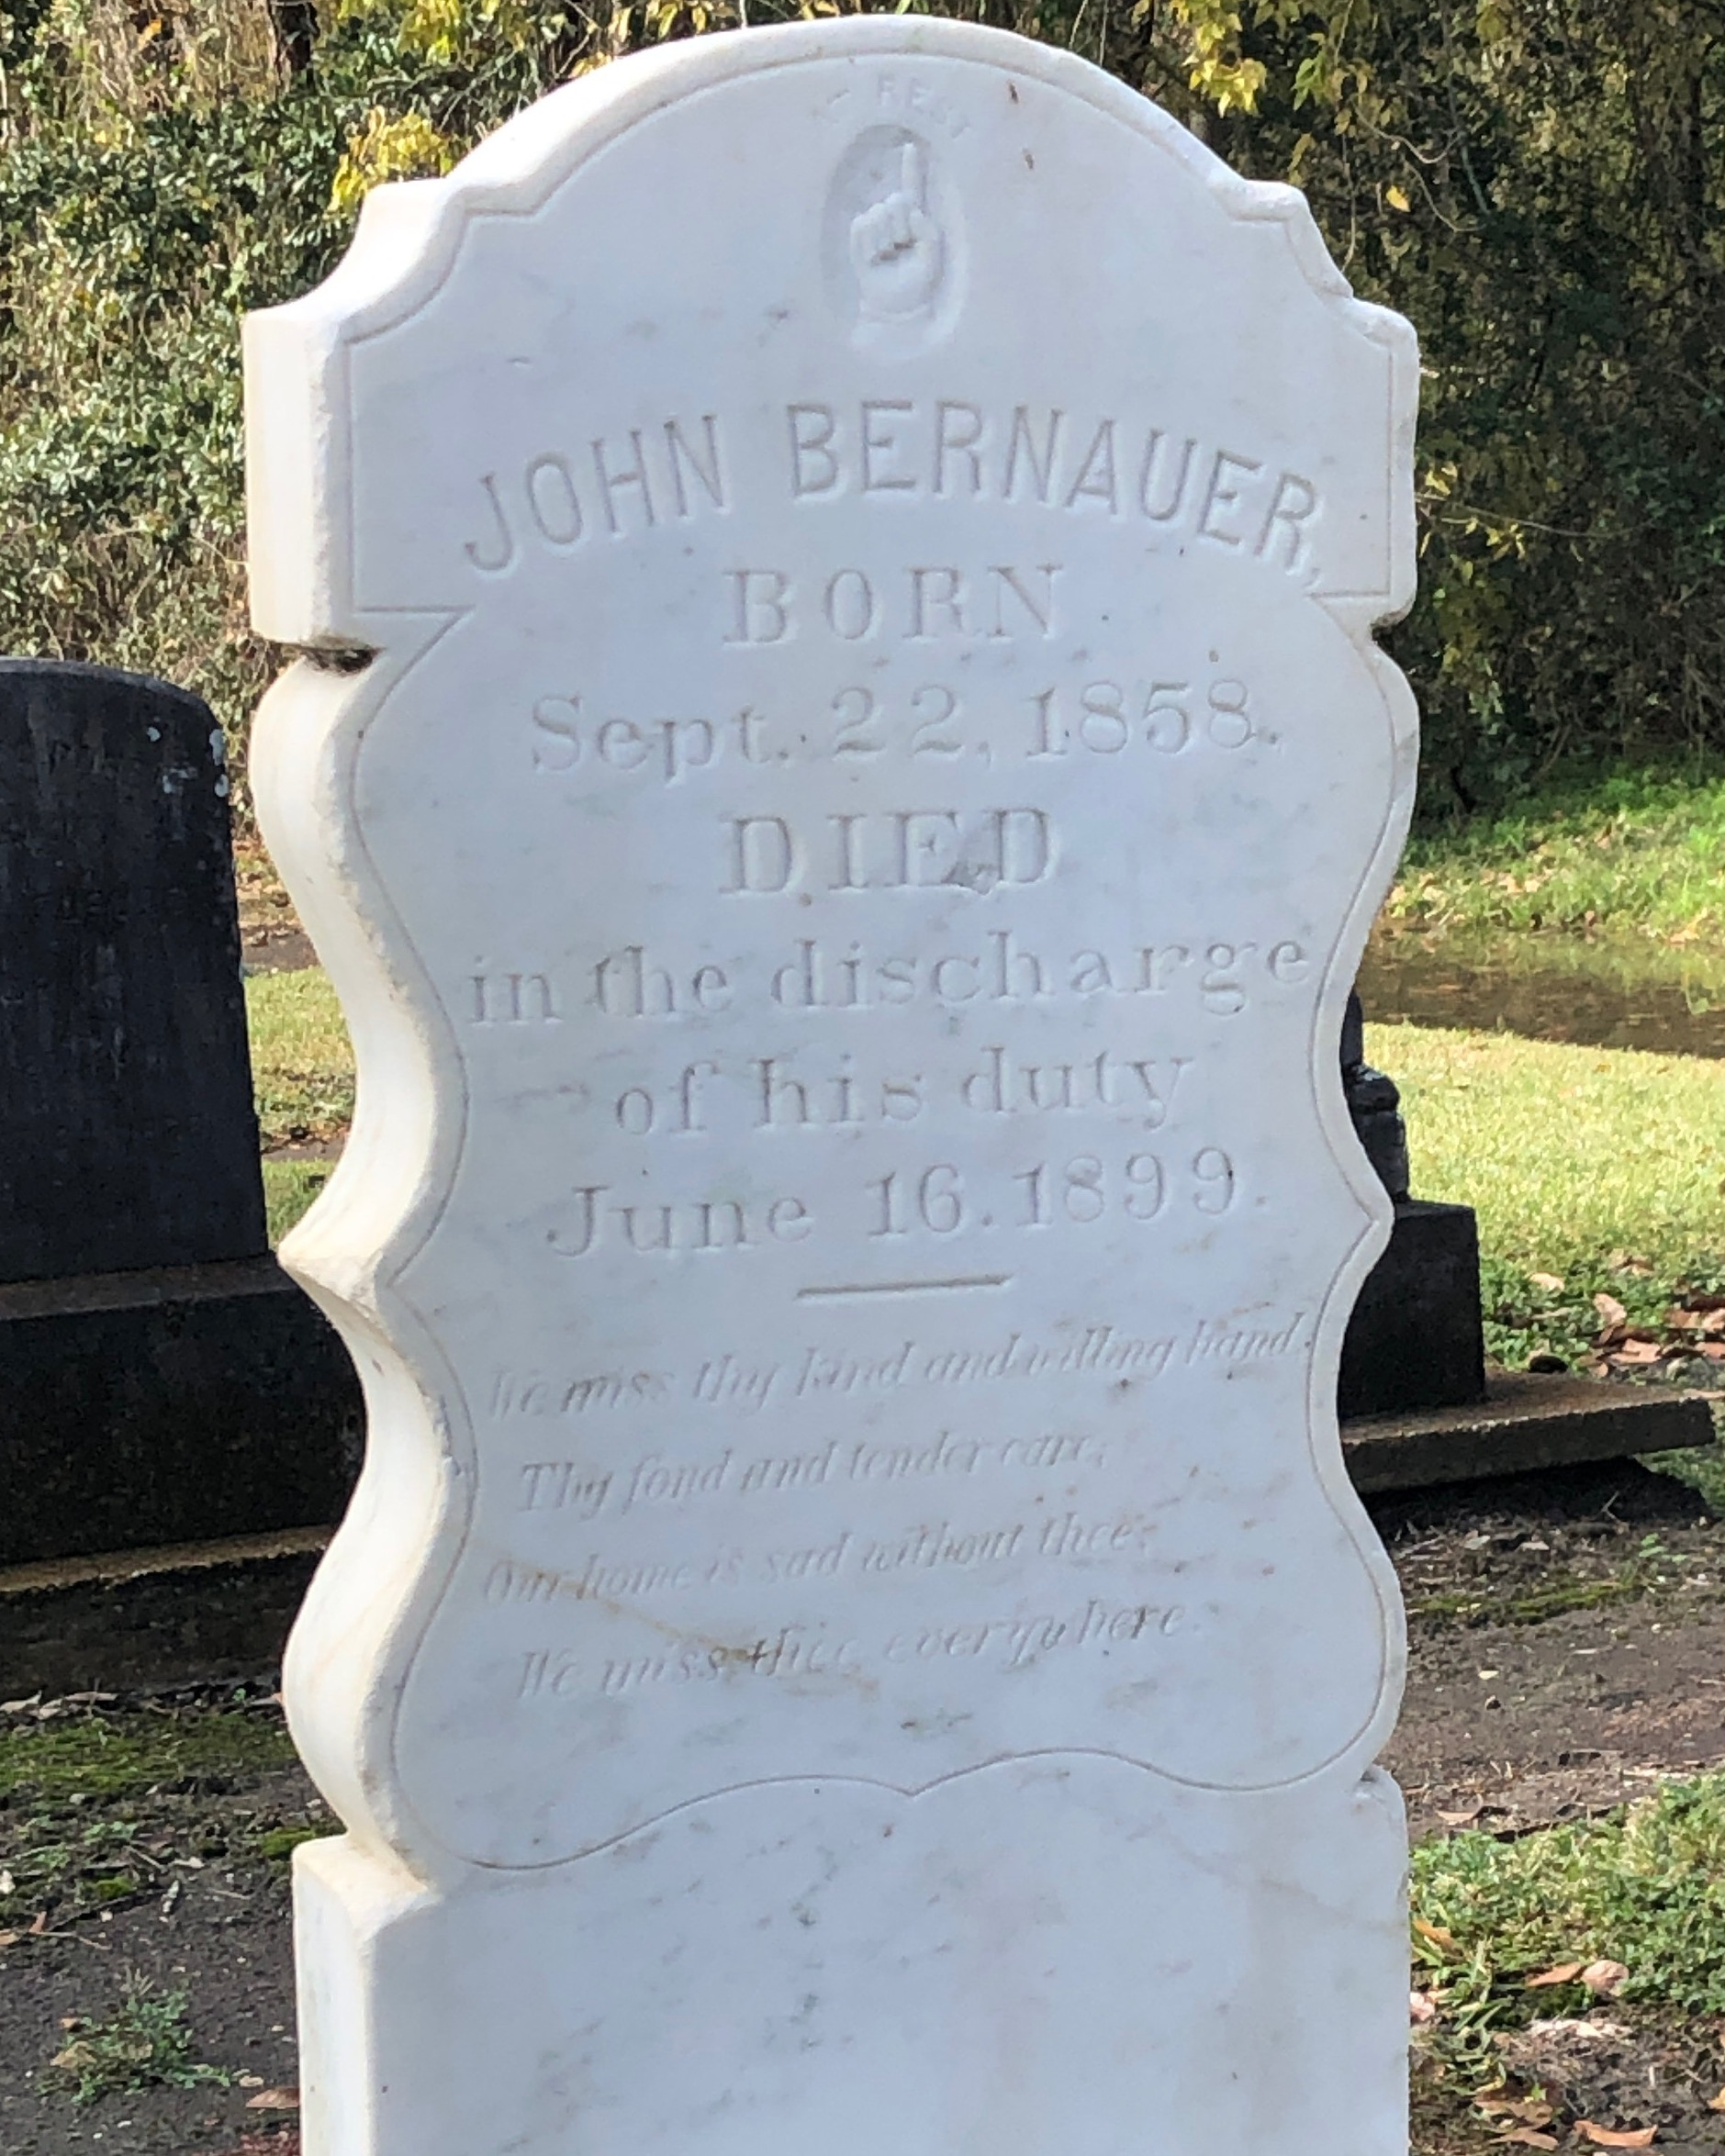 AT REST
JOHN BERNAUER,
BORN
Sept. 22, 1858.
DIED
in the discharge
of his duty
June 16. 1899.
We miss thy kind and willing hand.
Thy fond and tender care;
Our home is sad without thee;
We miss thee everywhere.